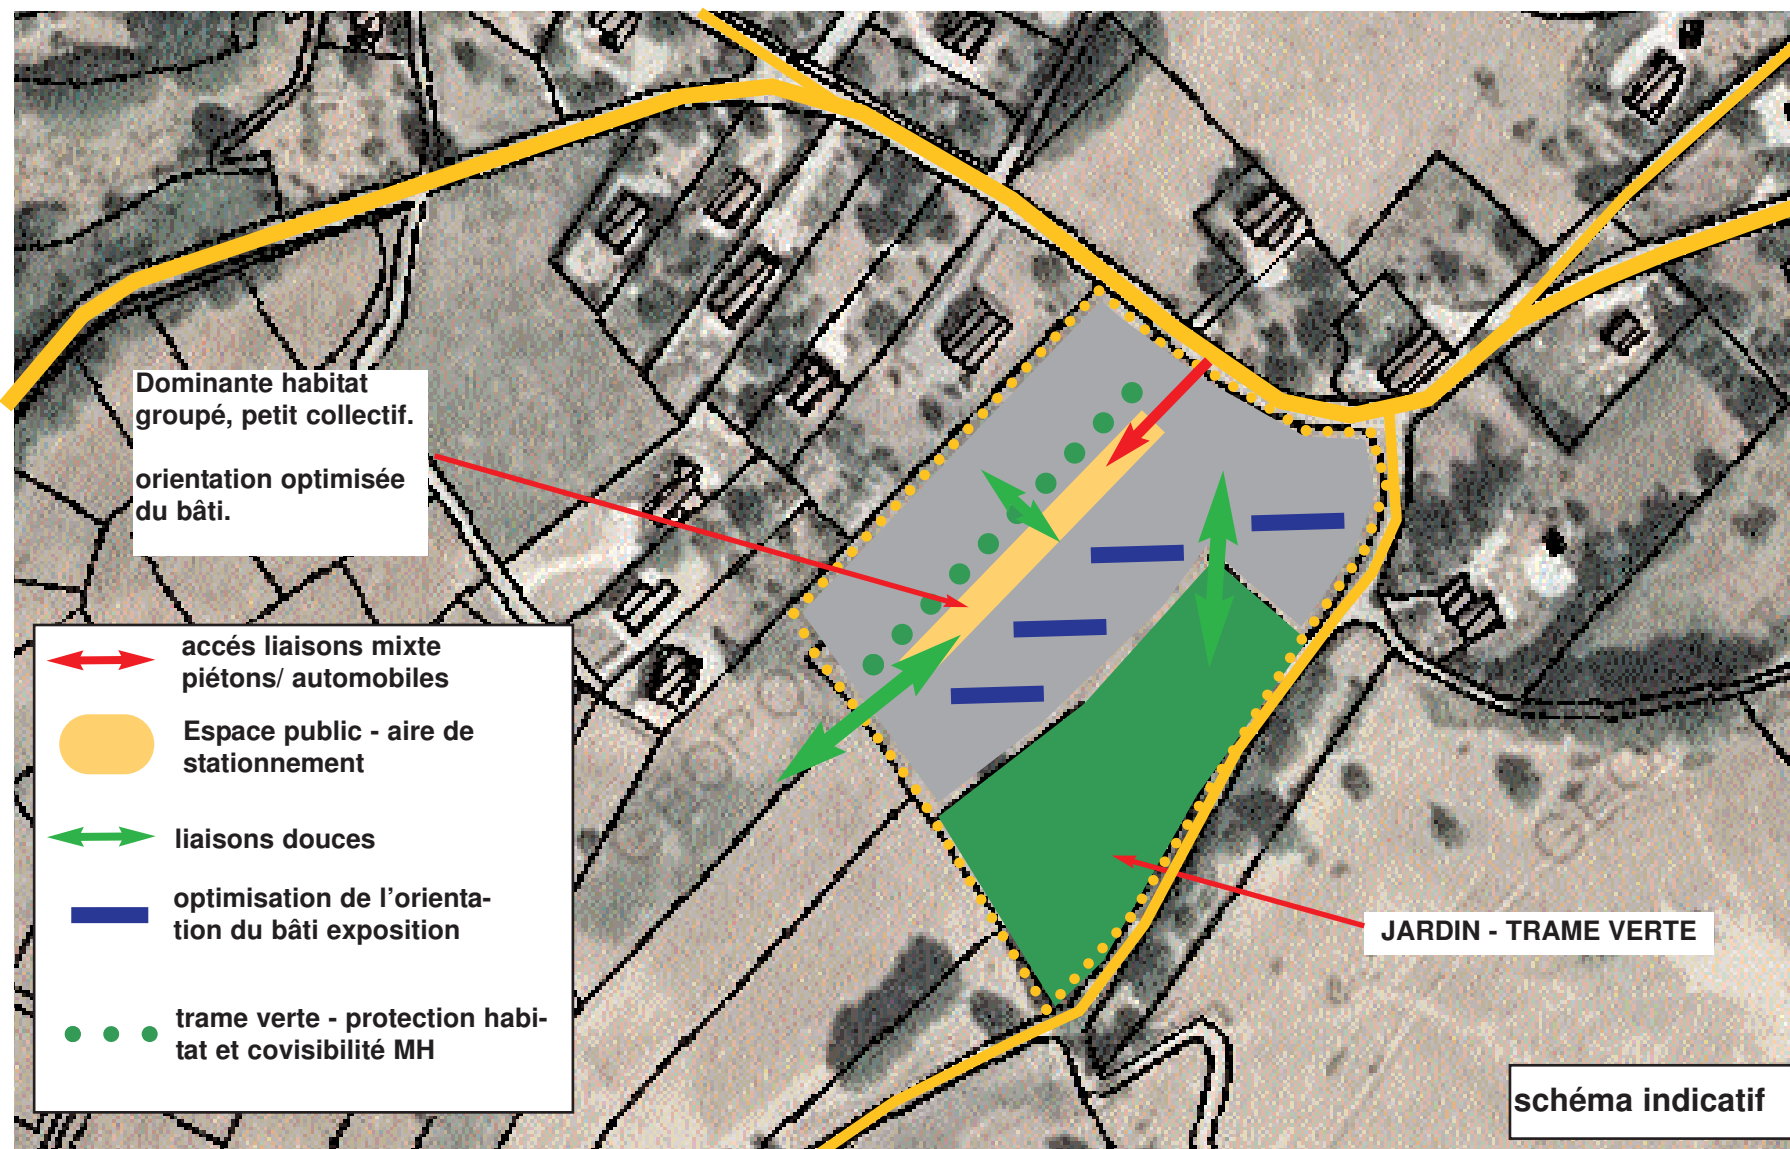 Dominante habitat
groupé, petit collectif.
orientation optimisée
du bâti.
accés liaisons mixte
piétons/ automobiles
Espace public - aire de
stationnement
liaisons douces
optimisation de l'orienta-
tion du bâti exposition
trame verte - protection habi-
tat et covisibilité MH
JARDIN - TRAME VERTE
schéma indicatif